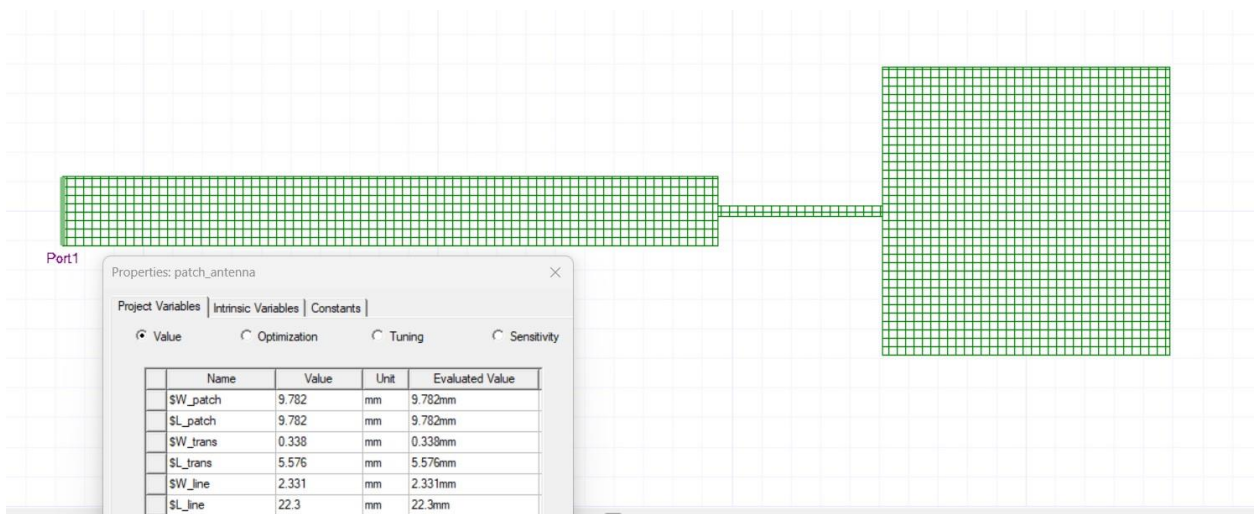 Port1
Properties: patch_antenna
Project Variables Intrinsic Variables Constants
Value Optimization Tuning Sensitivity
Name Value Unit Evaluated Value
$W_patch 9.782 mm 9.782mm
$L_patch 9.782 mm 9.782mm
$W_trans 0.338 mm 0.338mm
$L_trans 5.576 mm 5.576mm
$W_line 2.331 mm 2.331mm
$L_line 22.3 mm 22.3mm